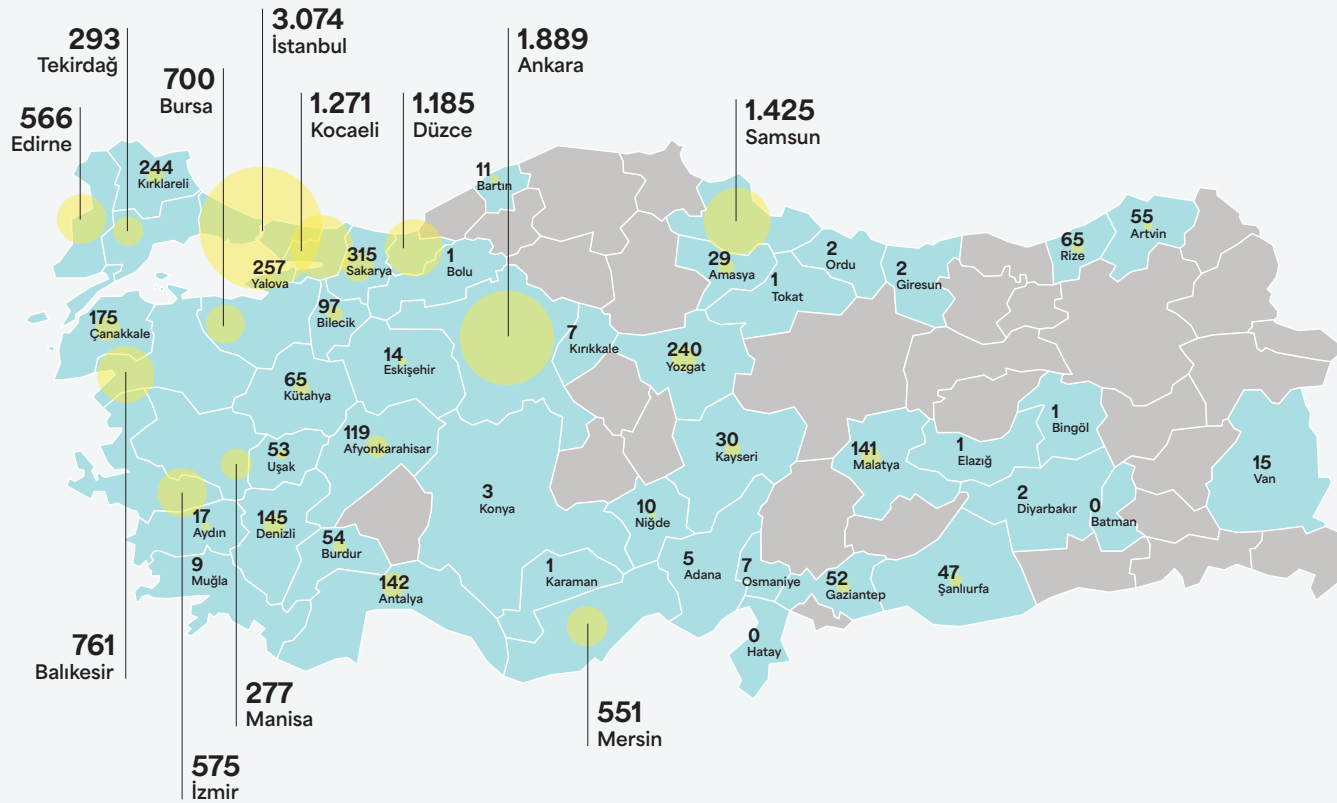 3.074
İstanbul
293
Tekirdağ
1.889
Ankara
700
Bursa
1.271
Kocaeli
1.185
Düzce
1.425
Samsun
566
Edirne
244
Kırklareli
11
Bartın
55
Artvin
65
Rize
257
Yalova
315
Sakarya
1
Bolu
29
Amasya
2
Ordu
1
Tokat
2
Giresun
175
Çanakkale
97
Bilecik
14
Eskişehir
7
Kırıkkale
240
Yozgat
65
Kütahya
53
Uşak
119
Afyonkarahisar
30
Kayseri
141
Malatya
1
Elazığ
1
Bingöl
15
Van
3
Konya
10
Niğde
2
Diyarbakır
0
Batman
17
Aydın
145
Denizli
54
Burdur
9
Muğla
142
Antalya
1
Karaman
5
Adana
7
Osmaniye
52
Gaziantep
47
Şanlıurfa
0
Hatay
761
Balıkesir
277
Manisa
551
Mersin
575
İzmir